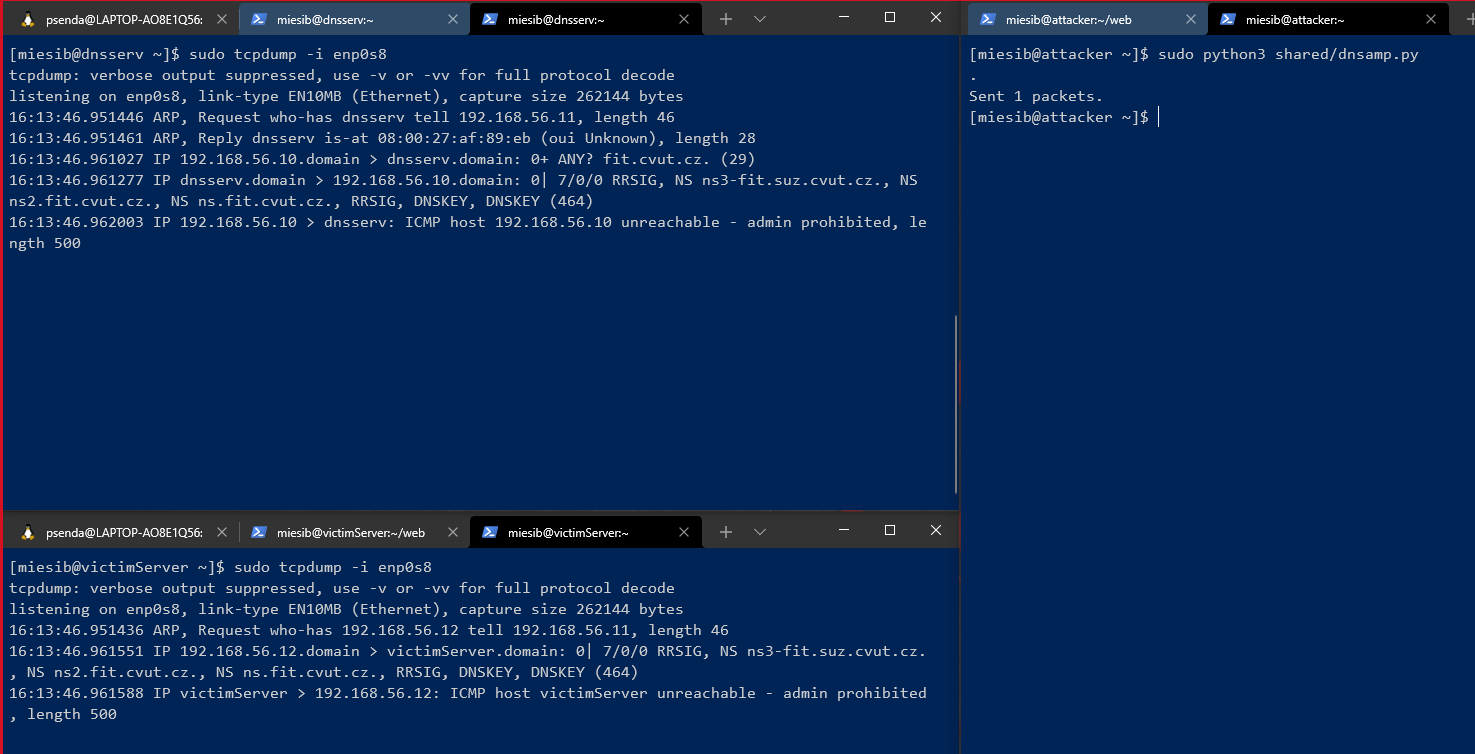 psenda@LAPTOP-AO8E1Q56:
miesib@dnsserv:~
miesib@dnsserv:~
[miesib@dnsserv ~]$ sudo tcpdump -i enp0s8
tcpdump: verbose output suppressed, use -v or -vv for full protocol decode
listening on enp0s8, link-type EN10MB (Ethernet), capture size 262144 bytes
16:13:46.951446 ARP, Request who-has dnsserv tell 192.168.56.11, length 46
16:13:46.951461 ARP, Reply dnsserv is-at 08:00:27:af:89:eb (oui Unknown), length 28
16:13:46.961027 IP 192.168.56.10.domain > dnsserv.domain: 0+ ANY? fit.cvut.cz. (29)
16:13:46.961277 IP dnsserv.domain > 192.168.56.10.domain: 0| 7/0/0 RRSIG, NS ns3-fit.suz.cvut.cz., NS
ns2.fit.cvut.cz., NS ns.fit.cvut.cz., RRSIG, DNSKEY, DNSKEY (464)
16:13:46.962003 IP 192.168.56.10 > dnsserv: ICMP host 192.168.56.10 unreachable - admin prohibited, le
ngth 500
miesib@attacker:~/web
miesib@attacker:~
[miesib@attacker ~]$ sudo python3 shared/dnsamp.py
.
Sent 1 packets.
[miesib@attacker ~]$
psenda@LAPTOP-AO8E1Q56:
miesib@victimServer:~/web
miesib@victimServer:~
[miesib@victimServer ~]$ sudo tcpdump -i enp0s8
tcpdump: verbose output suppressed, use -v or -vv for full protocol decode
listening on enp0s8, link-type EN10MB (Ethernet), capture size 262144 bytes
16:13:46.951436 ARP, Request who-has 192.168.56.12 tell 192.168.56.11, length 46
16:13:46.961551 IP 192.168.56.12.domain > victimServer.domain: 0| 7/0/0 RRSIG, NS ns3-fit.suz.cvut.cz.
, NS ns2.fit.cvut.cz., NS ns.fit.cvut.cz., RRSIG, DNSKEY, DNSKEY (464)
16:13:46.961588 IP victimServer > 192.168.56.12: ICMP host victimServer unreachable - admin prohibited
, length 500